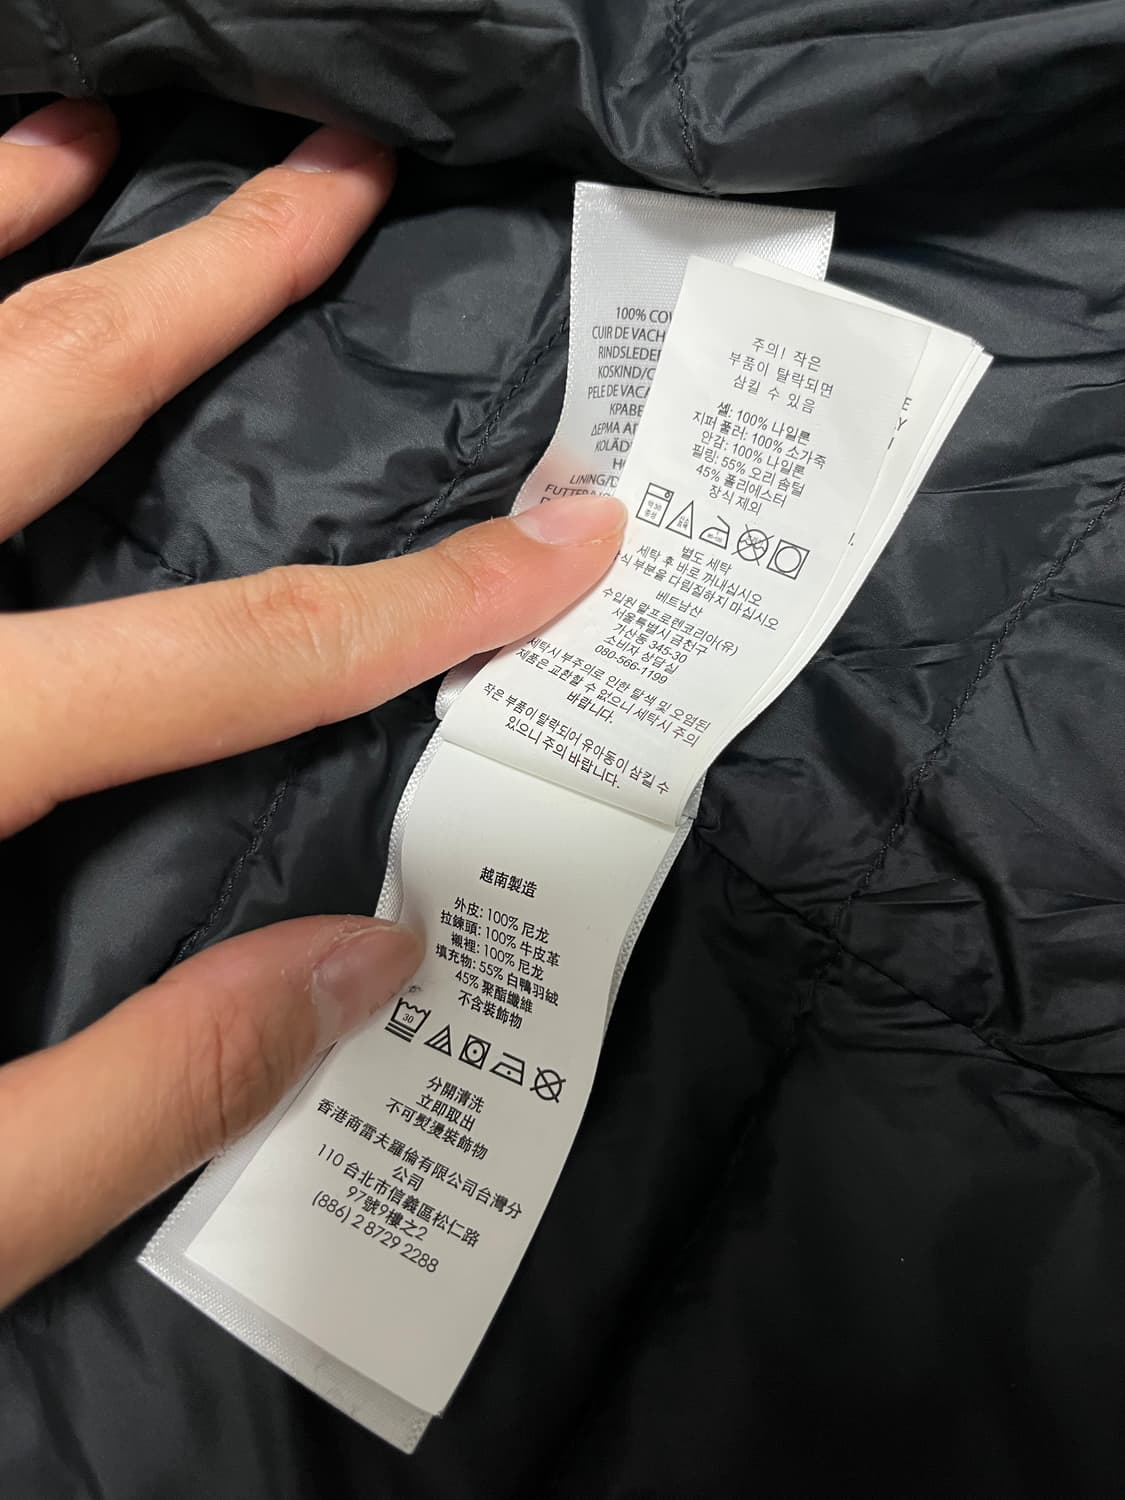 100% CO
CUIR DE VACH
RINDSLEDER
KOSKIND/
PELE DE VACA
ΔΕΡΜΑ
KOLÁD
LINING/
주의! 작은
부품이 탈락되면
삼킬 수 있음
셸: 100% 나일론
지퍼 풀러: 100% 소가죽
안감: 100% 나일론
필링: 55% 오리 솜털
45% 폴리에스터
장식 제외
별도 세탁
세탁 후 바로 꺼내십시오
장식 부분을 다림질하지 마십시오
베트남산
수입원 랄프로렌코리아(유)
서울특별시 금천구
가산동 345-30
소비자 상담실
080-566-1199
세탁시 부주의로 인한 탈색 및 오염된
제품은 교환할 수 없으니 세탁시 주의
바랍니다.
작은 부품이 탈락되어 유아동이 삼킬 수
있으니 주의 바랍니다.
越南製造
外皮: 100% 尼龙
拉鍊頭: 100% 牛皮革
襯裡: 100% 尼龙
填充物: 55% 白鴨羽絨
45% 聚酯纖維
不含裝飾物
30
分開清洗
立即取出
不可熨燙裝飾物
香港商雷夫羅倫有限公司台灣分
公司
110 台北市信義區松仁路
97號9樓之2
(886) 2 8729 2288